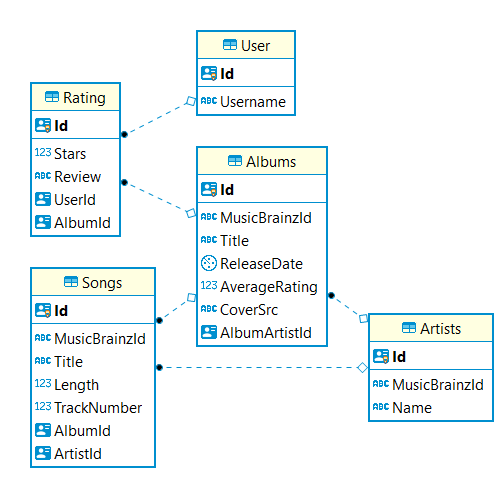 User
Id
ABC Username
Rating
Id
123 Stars
ABC Review
UserId
AlbumId
Albums
Id
ABC MusicBrainzId
ABC Title
ReleaseDate
123 AverageRating
ABC CoverSrc
AlbumArtistId
Songs
Id
ABC MusicBrainzId
ABC Title
123 Length
123 TrackNumber
AlbumId
ArtistId
Artists
Id
ABC MusicBrainzId
ABC Name